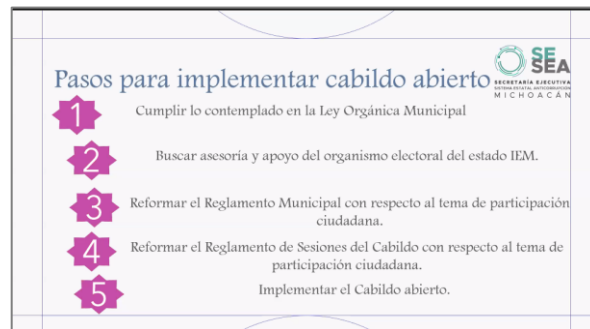 SE
SEA
SECRETARÍA EJECUTIVA
SISTEMA ESTATAL ANTICORRUPCIÓN
MICHOACÁN
Pasos para implementar cabildo abierto
1
Cumplir lo contemplado en la Ley Orgánica Municipal
2
Buscar asesoría y apoyo del organismo electoral del estado IEM.
3
Reformar el Reglamento Municipal con respecto al tema de participación
ciudadana.
4
Reformar el Reglamento de Sesiones del Cabildo con respecto al tema de
participación ciudadana.
5
Implementar el Cabildo abierto.